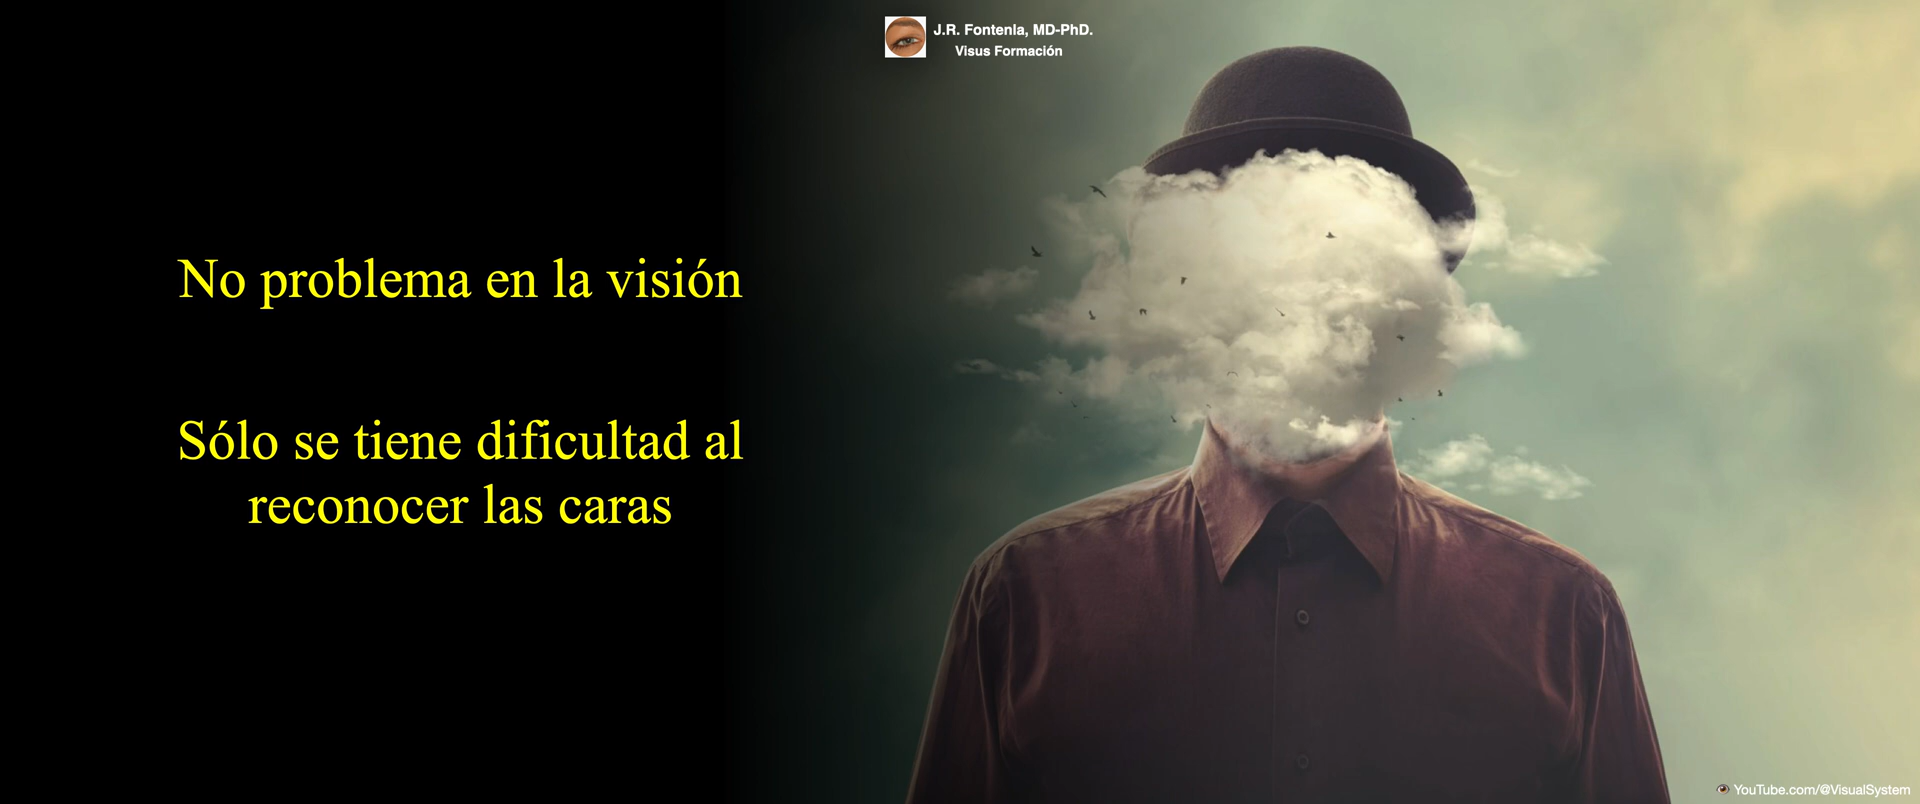 J.R. Fontenla, MD-PhD.
Visus Formación
No problema en la visión
Sólo se tiene dificultad al
reconocer las caras
YouTube.com/@VisualSystem